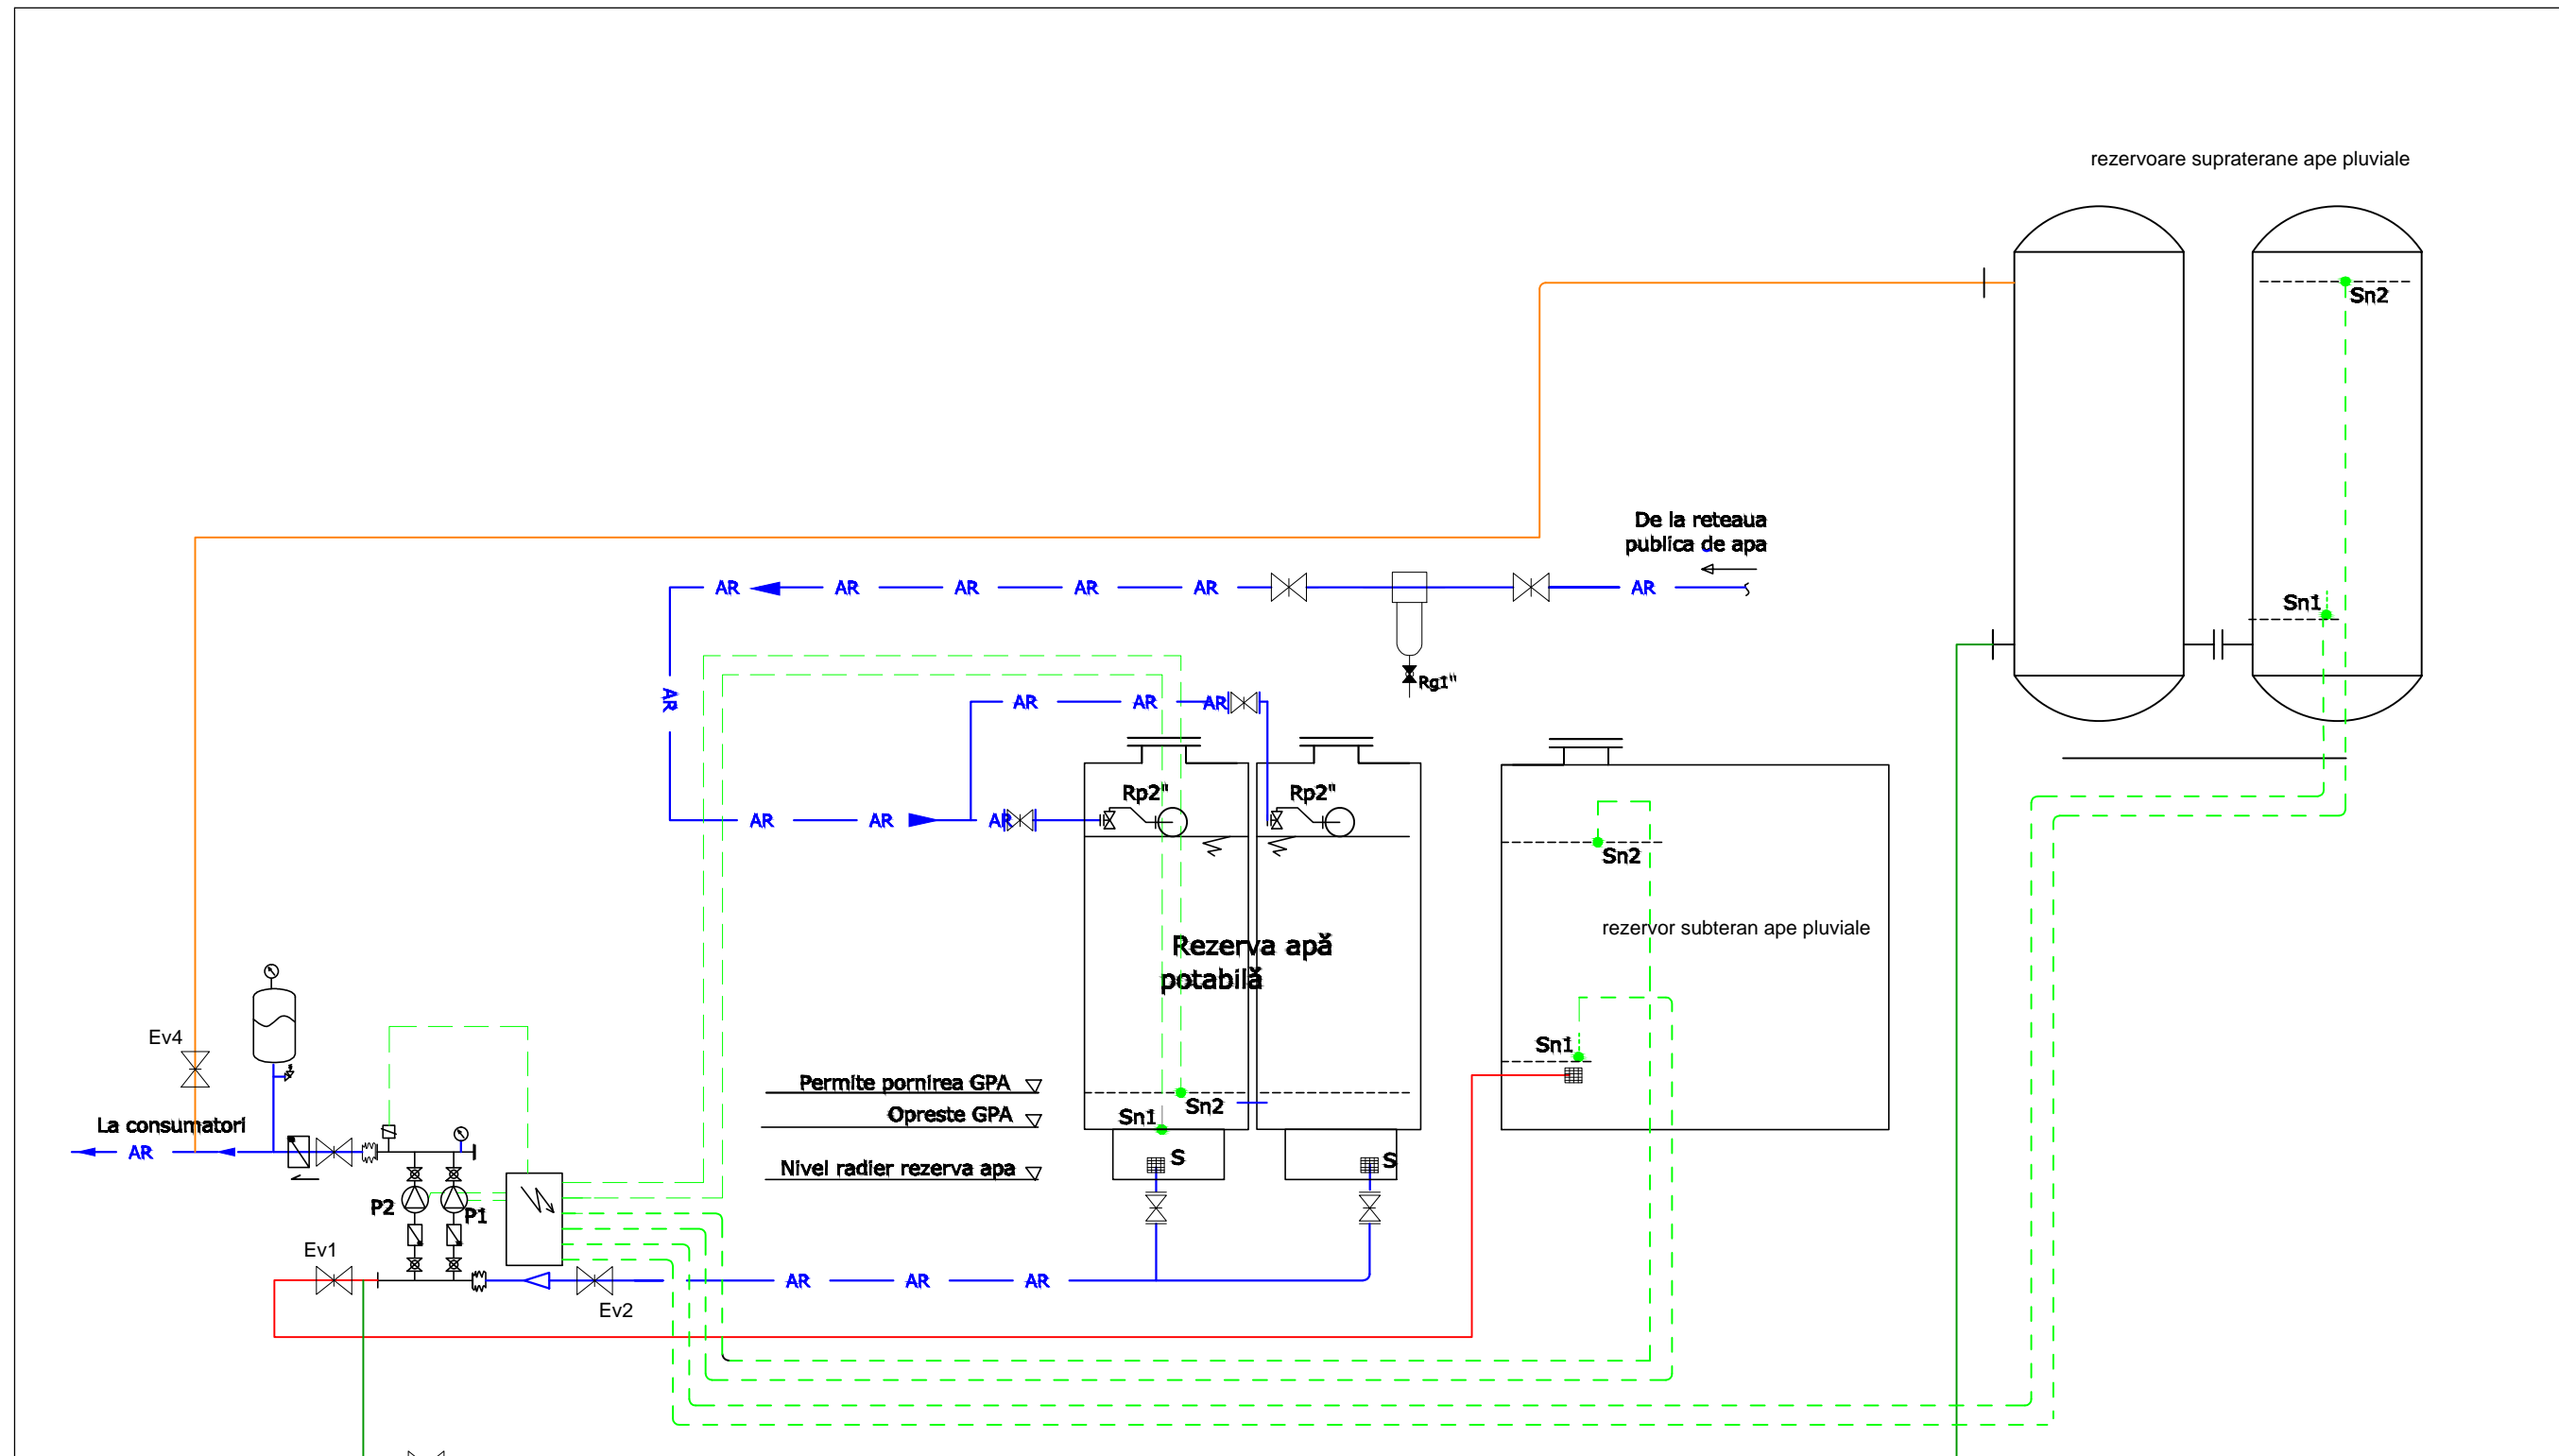 rezervoare supraterane ape pluviale
Sn2
De la reteaua
publica de apa
AR AR AR AR AR AR
Sn1
Rg1"
AR
AR AR AR
Rp2" Rp2"
AR AR AR
Sn2
rezervor subteran ape pluviale
Rezerva apă
potabilă
Ev4
Sn1
Permite pornirea GPA
Sn2
Opreste GPA
Sn1
La consumatori
AR
S S
Nivel radier rezerva apa
P2 P1
Ev1
AR AR AR
Ev2